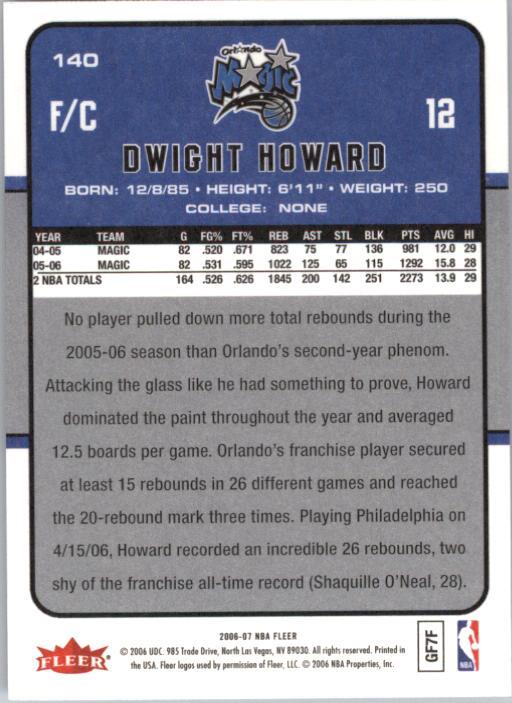 140
Orlando
Magic
F/C
12
DWIGHT HOWARD
BORN: 12/8/85 • HEIGHT: 6'11" • WEIGHT: 250
COLLEGE: NONE
YEAR TEAM G FG% FT% REB AST STL BLK PTS AVG HI
04-05 MAGIC 82 .520 .671 823 75 77 136 981 12.0 29
05-06 MAGIC 82 .531 .595 1022 125 65 115 1292 15.8 28
2 NBA TOTALS 164 .526 .626 1845 200 142 251 2273 13.9 29
No player pulled down more total rebounds during the
2005-06 season than Orlando's second-year phenom.
Attacking the glass like he had something to prove, Howard
dominated the paint throughout the year and averaged
12.5 boards per game. Orlando's franchise player secured
at least 15 rebounds in 26 different games and reached
the 20-rebound mark three times. Playing Philadelphia on
4/15/06, Howard recorded an incredible 26 rebounds, two
shy of the franchise all-time record (Shaquille O'Neal, 28).
FLEER
2006-07 NBA FLEER
© 2006 UDC. 985 Trade Drive, North Las Vegas, NV 89030. All rights reserved. Printed in
the USA. Fleer logos used by permission of Fleer, LLC. © 2006 NBA Properties, Inc.
GF7F
NBA